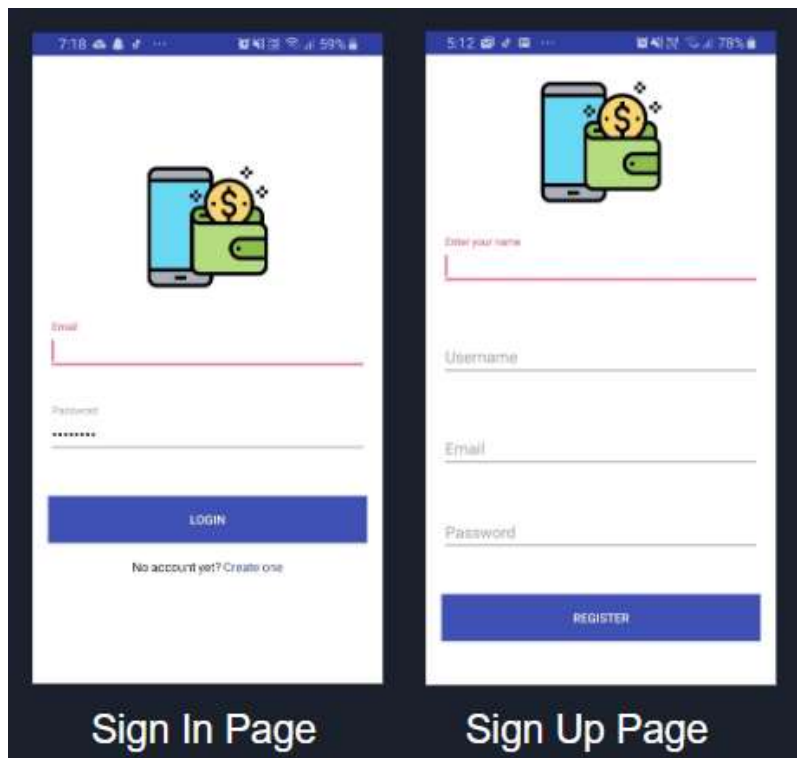 7:18 59%
Email
Password
LOGIN
No account yet? Create one
Sign In Page
5:12 78%
$
Enter your name
Username
Email
Password
REGISTER
Sign Up Page